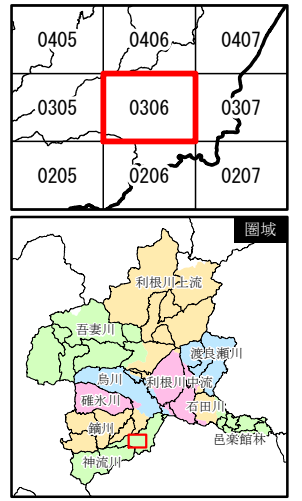 0405 0406 0407
0305 0306 0307
0205 0206 0207
圏域
利根川上流
吾妻川
渡良瀬川
烏川
利根川中流
碓氷川
石田川
鏑川
邑楽館林
神流川